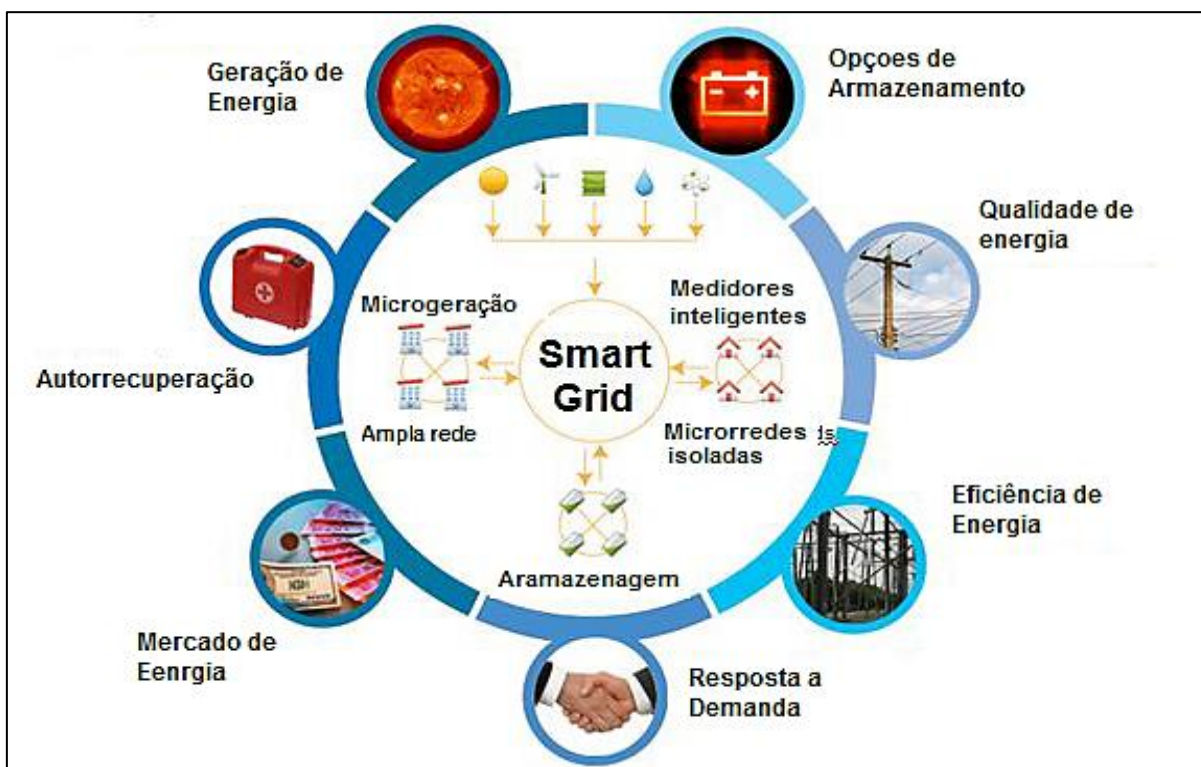 Geração de
Energia
Opçoes de
Armazenamento
Qualidade de
energia
Autorrecuperação
Microgeração
Ampla rede
Smart
Grid
Medidores
inteligentes
Microrredes
isoladas
Eficiência de
Energia
Aramazenagem
Mercado de
Eenrgia
Resposta a
Demanda